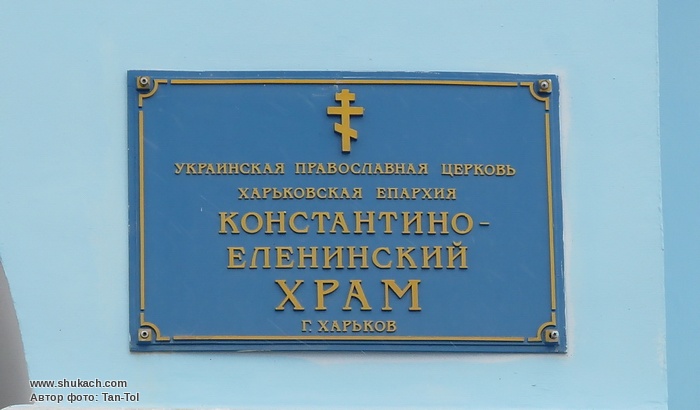 УКРАИНСКАЯ ПРАВОСЛАВНАЯ ЦЕРКОВЬ
ХАРЬКОВСКАЯ ЕПАРХИЯ
КОНСТАНТИНО-
ЕЛЕНИНСКИЙ
ХРАМ
Г. ХАРЬКОВ
www.shukach.com
Автор фото: Tan-Tol